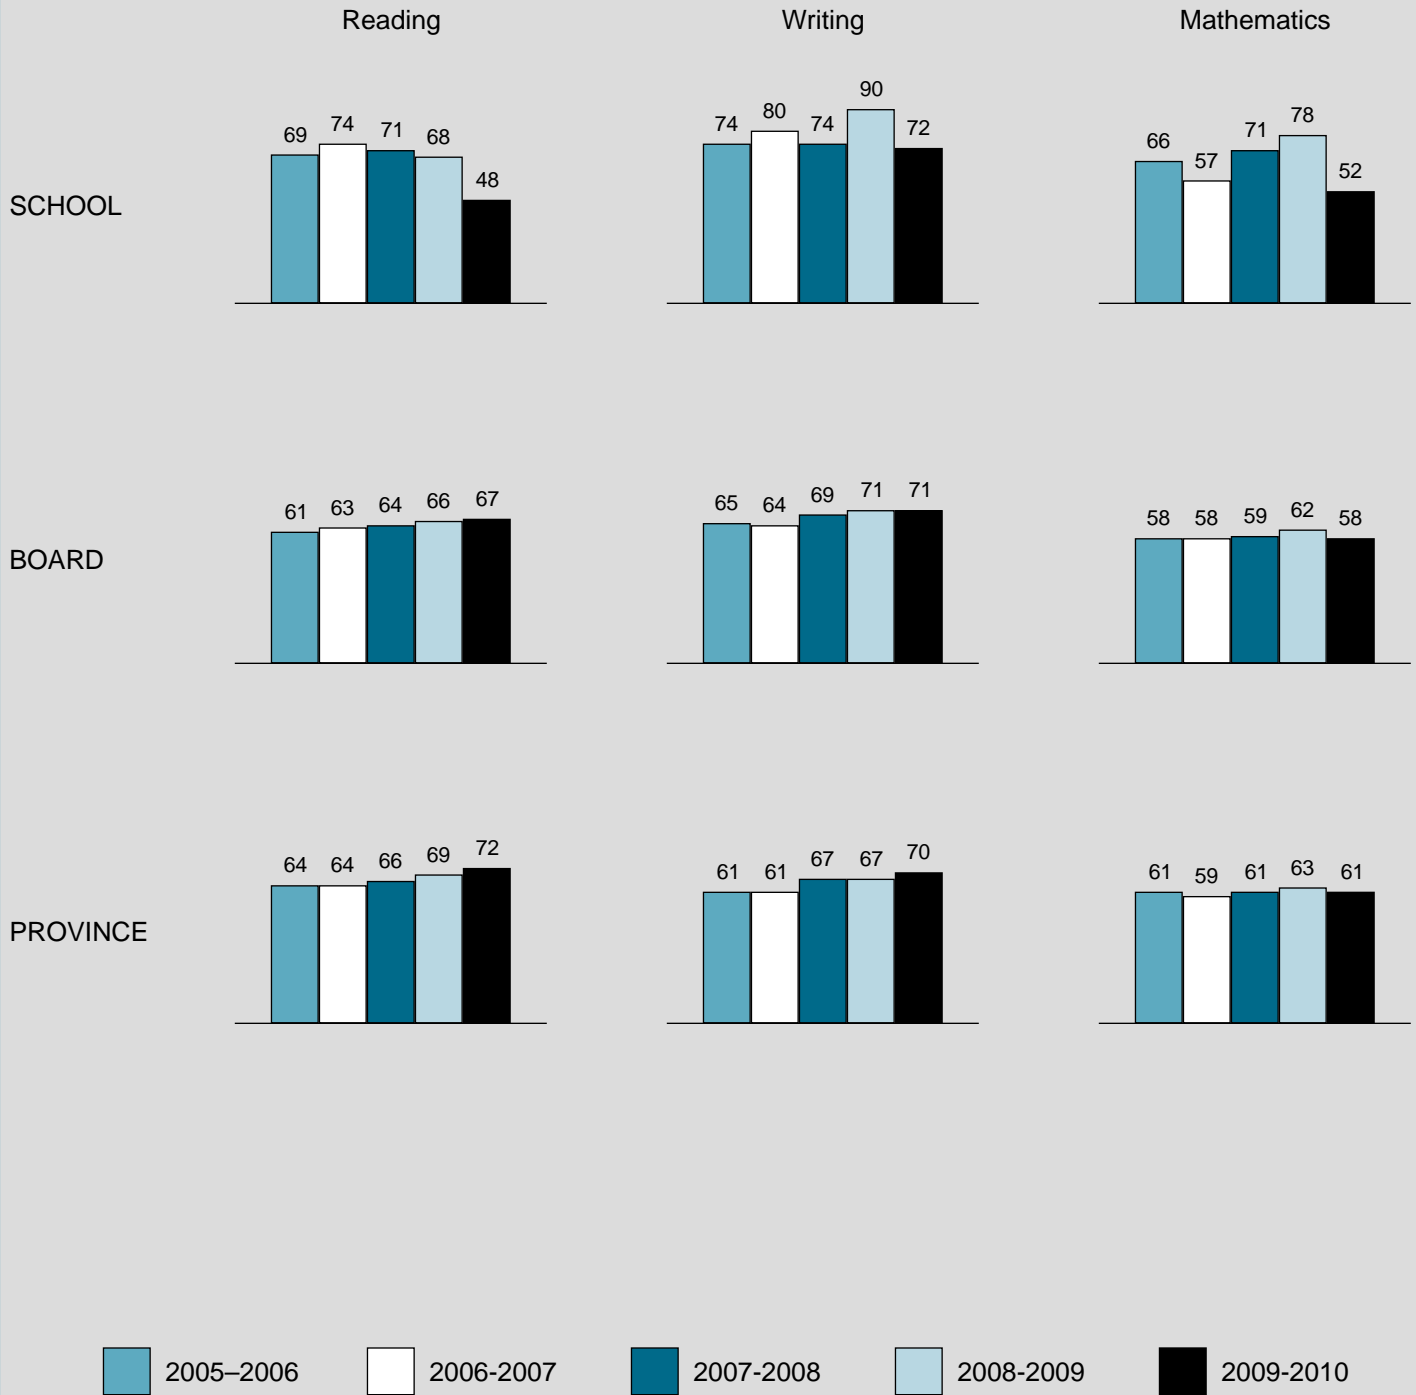 Reading Writing Mathematics
SCHOOL
69 74 71 68 48
74 80 74 90 72
66 57 71 78 52
BOARD
61 63 64 66 67
65 64 69 71 71
58 58 59 62 58
PROVINCE
64 64 66 69 72
61 61 67 67 70
61 59 61 63 61
2005–2006 2006-2007 2007-2008 2008-2009 2009-2010